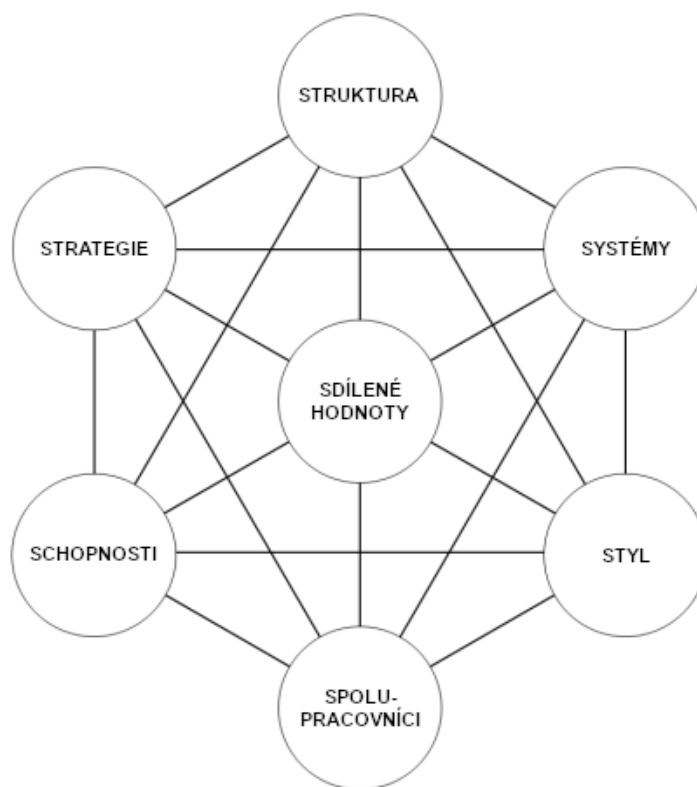 STRUKTURA
STRATEGIE
SYSTÉMY
SDÍLENÉ
HODNOTY
SCHOPNOSTI
STYL
SPOLU-
PRACOVNÍCI